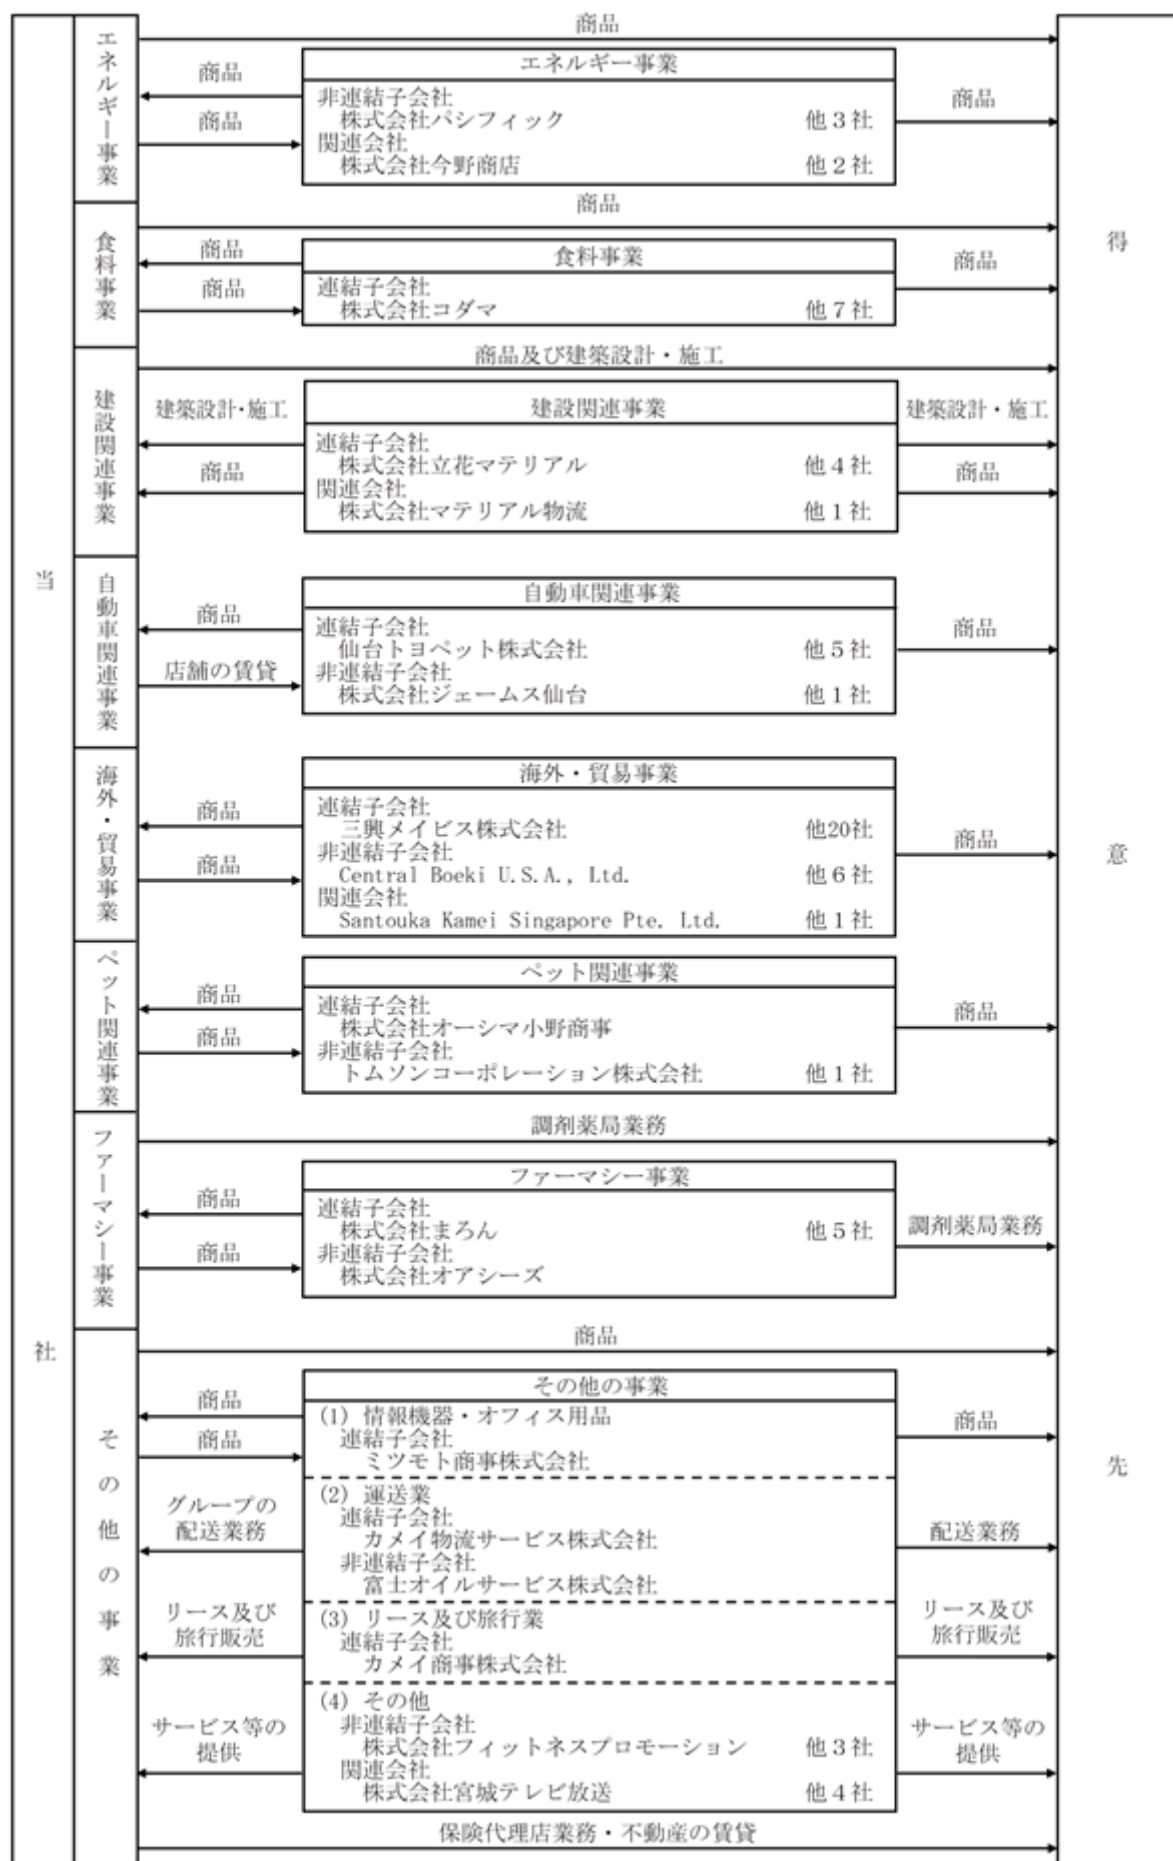 当社
得意先
エネルギー事業
商品
エネルギー事業
商品
商品
商品
非連結子会社
株式会社パシフィック 他3社
関連会社
株式会社今野商店 他2社
食料事業
商品
食料事業
商品
商品
商品
連結子会社
株式会社コダマ 他7社
建設関連事業
商品及び建築設計・施工
建設関連事業
建築設計・施工
建築設計・施工
商品
商品
連結子会社
株式会社立花マテリアル 他4社
関連会社
株式会社マテリアル物流 他1社
自動車関連事業
自動車関連事業
商品
店舗の賃貸
商品
連結子会社
仙台トヨペット株式会社 他5社
非連結子会社
株式会社ジェームス仙台 他1社
海外・貿易事業
海外・貿易事業
商品
商品
商品
連結子会社
三興メイビス株式会社 他20社
非連結子会社
Central Boeki U.S.A., Ltd. 他6社
関連会社
Santouka Kamei Singapore Pte. Ltd. 他1社
ペット関連事業
ペット関連事業
商品
商品
商品
連結子会社
株式会社オーシマ小野商事
非連結子会社
トムソンコーポレーション株式会社 他1社
ファーマシー事業
調剤薬局業務
ファーマシー事業
商品
商品
調剤薬局業務
連結子会社
株式会社まろん 他5社
非連結子会社
株式会社オアシーズ
その他の事業
商品
その他の事業
商品
商品
商品
(1) 情報機器・オフィス用品
連結子会社
ミツモト商事株式会社
グループの
配送業務
配送業務
(2) 運送業
連結子会社
カメイ物流サービス株式会社
非連結子会社
富士オイルサービス株式会社
リース及び
旅行販売
リース及び
旅行販売
(3) リース及び旅行業
連結子会社
カメイ商事株式会社
サービス等の
提供
サービス等の
提供
(4) その他
非連結子会社
株式会社フィットネスプロモーション 他3社
関連会社
株式会社宮城テレビ放送 他4社
保険代理店業務・不動産の賃貸